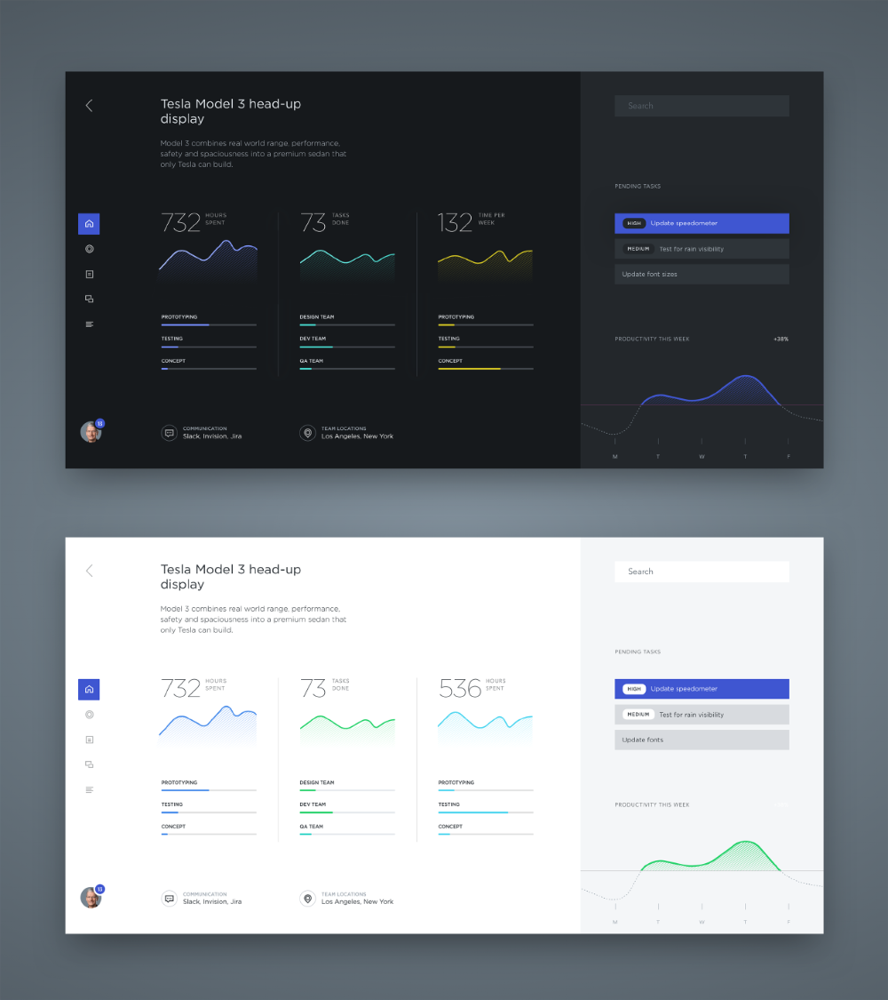 Tesla Model 3 head-up
display
Search
Model 3 combines real world range, performance,
safety and spaciousness into a premium sedan that
only Tesla can build.
PENDING TASKS
732 HOURS
SPENT
73 TASKS
DONE
132 TIME PER
WEEK
HIGH Update speedometer
MEDIUM Test for rain visibility
Update font sizes
PROTOTYPING
TESTING
CONCEPT
DESIGN TEAM
DEV TEAM
QA TEAM
PROTOTYPING
TESTING
CONCEPT
PRODUCTIVITY THIS WEEK +38%
M T W T F
13
COMMUNICATION
Slack, Invision, Jira
TEAM LOCATIONS
Los Angeles, New York
Tesla Model 3 head-up
display
Search
Model 3 combines real world range, performance,
safety and spaciousness into a premium sedan that
only Tesla can build.
PENDING TASKS
732 HOURS
SPENT
73 TASKS
DONE
536 HOURS
SPENT
HIGH Update speedometer
MEDIUM Test for rain visibility
Update fonts
PROTOTYPING
TESTING
CONCEPT
DESIGN TEAM
DEV TEAM
QA TEAM
PROTOTYPING
TESTING
CONCEPT
PRODUCTIVITY THIS WEEK
M T W T F
13
COMMUNICATION
Slack, Invision, Jira
TEAM LOCATIONS
Los Angeles, New York